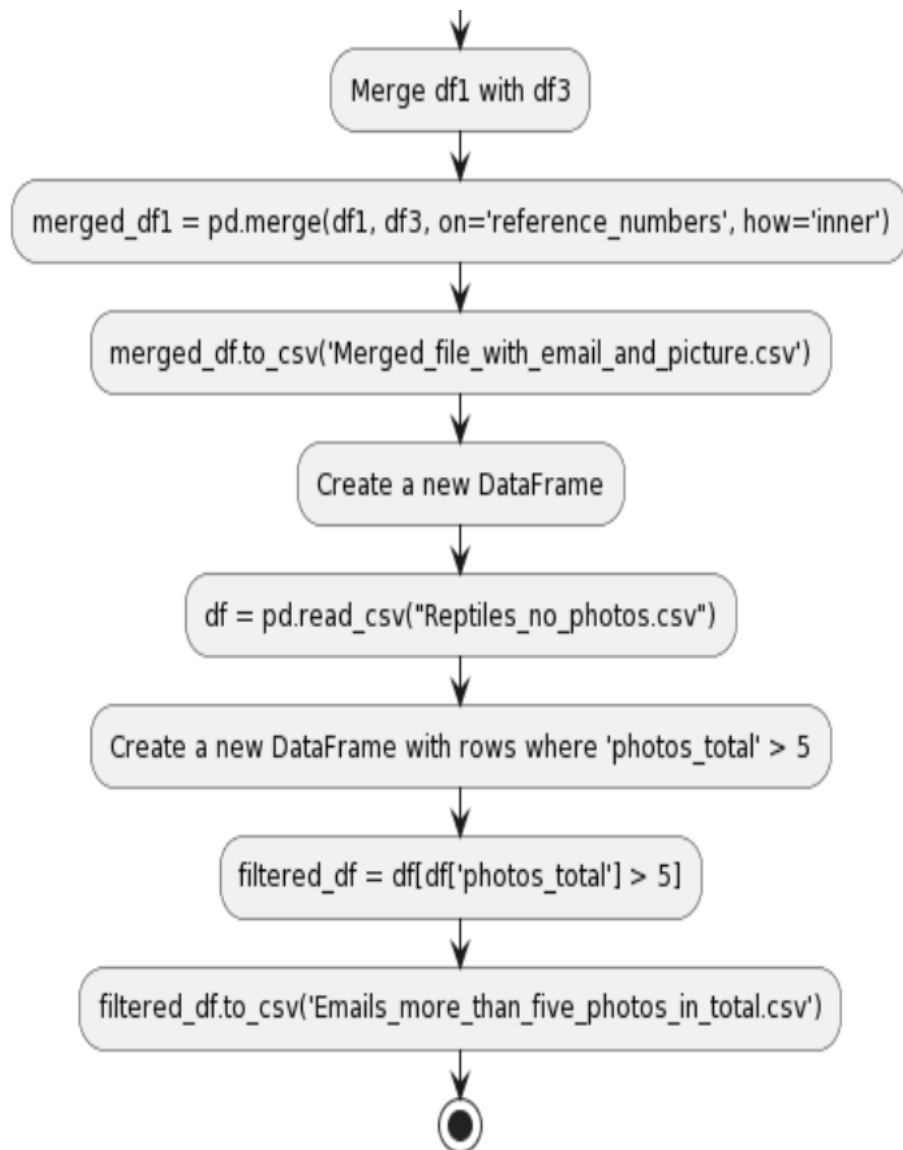 Merge df1 with df3
merged_df1 = pd.merge(df1, df3, on='reference_numbers', how='inner')
merged_df.to_csv('Merged_file_with_email_and_picture.csv')
Create a new DataFrame
df = pd.read_csv("Reptiles_no_photos.csv")
Create a new DataFrame with rows where 'photos_total' > 5
filtered_df = df[df['photos_total'] > 5]
filtered_df.to_csv('Emails_more_than_five_photos_in_total.csv')